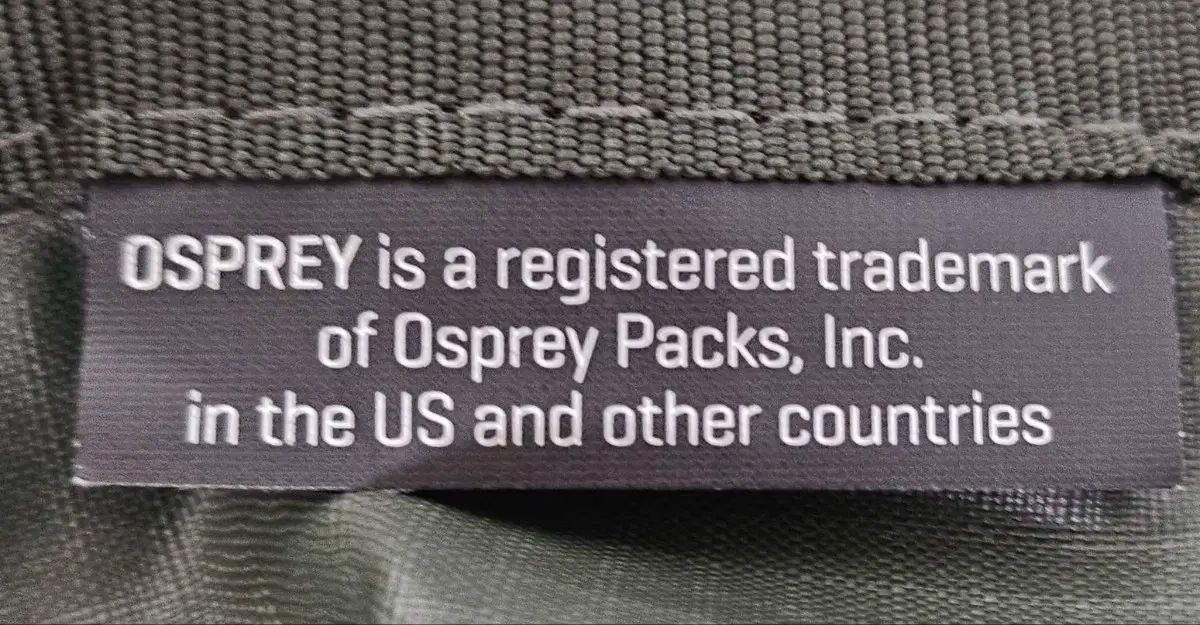 OSPREY is a registered trademark
of Osprey Packs, Inc.
in the US and other countries